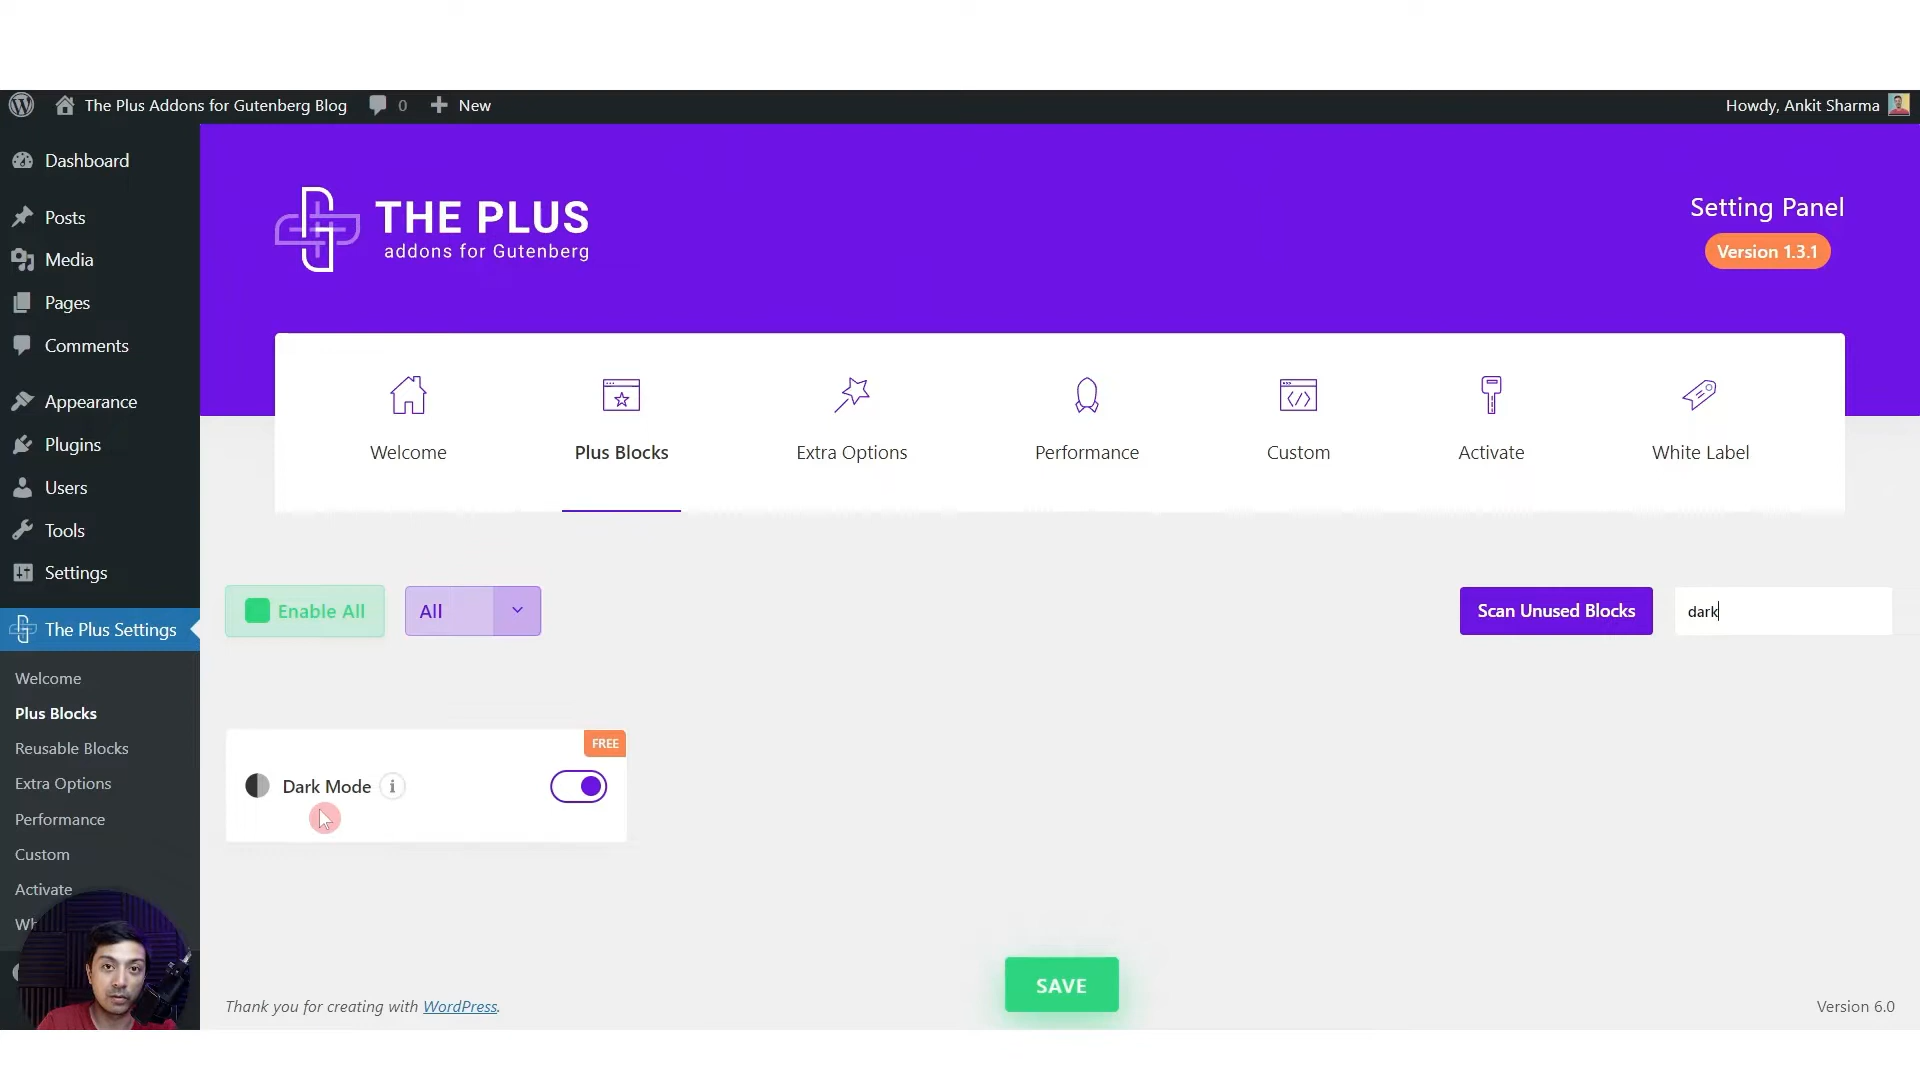 The Plus Addons for Gutenberg Blog 0 New
Howdy, Ankit Sharma
Dashboard
Posts
Media
Pages
Comments
Appearance
Plugins
Users
Tools
Settings
The Plus Settings
Welcome
Plus Blocks
Reusable Blocks
Extra Options
Performance
Custom
Activate
Wh
THE PLUS
addons for Gutenberg
Setting Panel
Version 1.3.1
Welcome
Plus Blocks
Extra Options
Performance
Custom
Activate
White Label
Enable All
All
Scan Unused Blocks
dark
FREE
Dark Mode i
SAVE
Thank you for creating with WordPress.
Version 6.0